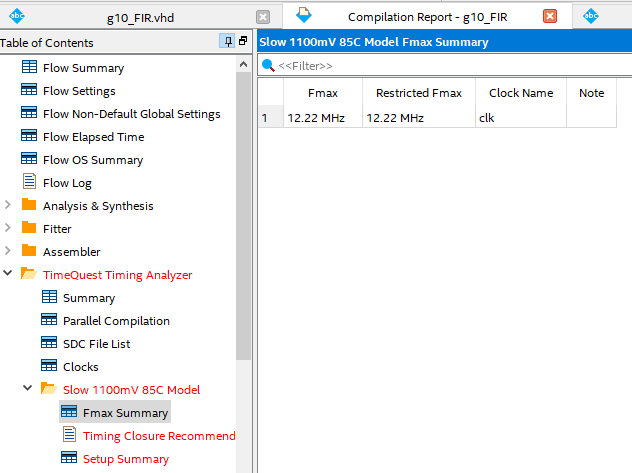 abc g10_FIR.vhd
Compilation Report - g10_FIR
abc
Table of Contents
Flow Summary
Flow Settings
Flow Non-Default Global Settings
Flow Elapsed Time
Flow OS Summary
Flow Log
Analysis & Synthesis
Fitter
Assembler
TimeQuest Timing Analyzer
Summary
Parallel Compilation
SDC File List
Clocks
Slow 1100mV 85C Model
Fmax Summary
Timing Closure Recommend
Setup Summary
Slow 1100mV 85C Model Fmax Summary
<<Filter>>
Fmax Restricted Fmax Clock Name Note
1 12.22 MHz 12.22 MHz clk